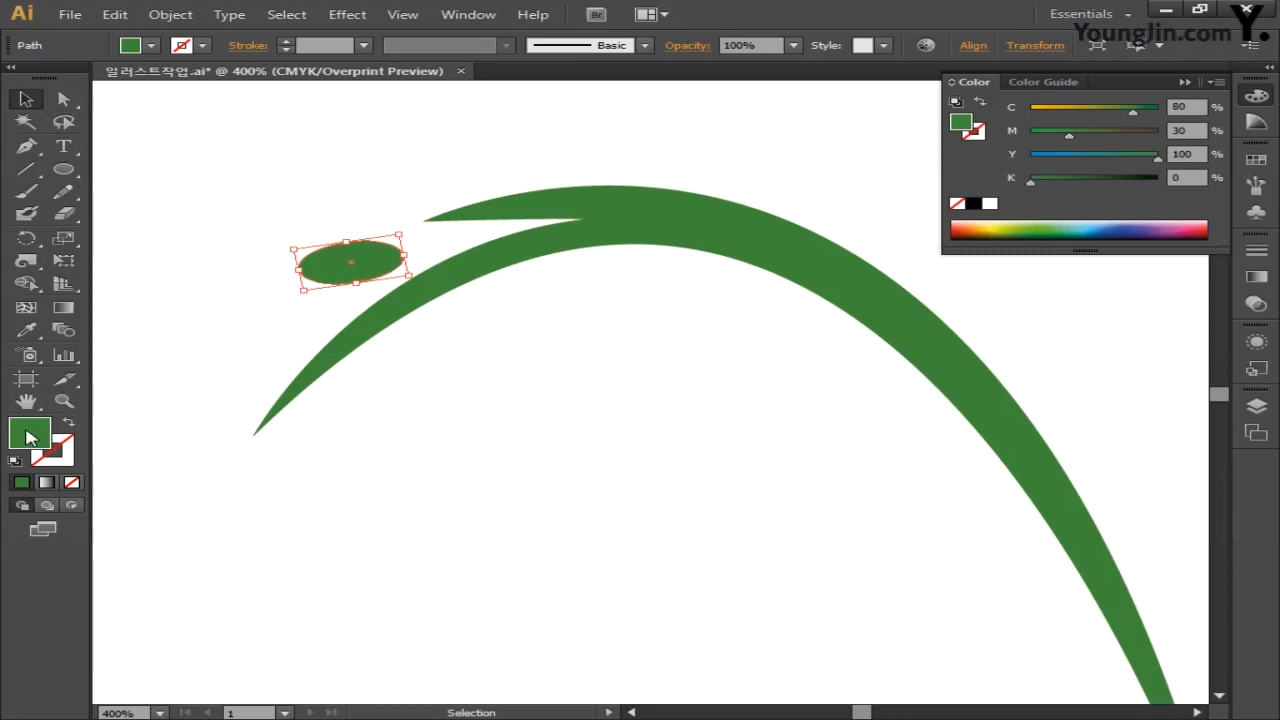 Ai File Edit Object Type Select Effect View Window Help Br Essentials
YoungJin.com Y.
Path Stroke: Basic Opacity: 100% Style: Align Transform
일러스트작업.ai* @ 400% (CMYK/Overprint Preview) ×
Color Color Guide
C 80 %
M 30 %
Y 100 %
K 0 %
T
400% 1 Selection